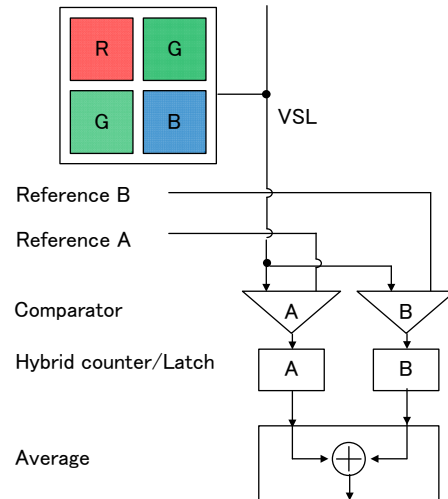 R G
G B
VSL
Reference B
Reference A
Comparator A B
Hybrid counter/Latch A B
Average